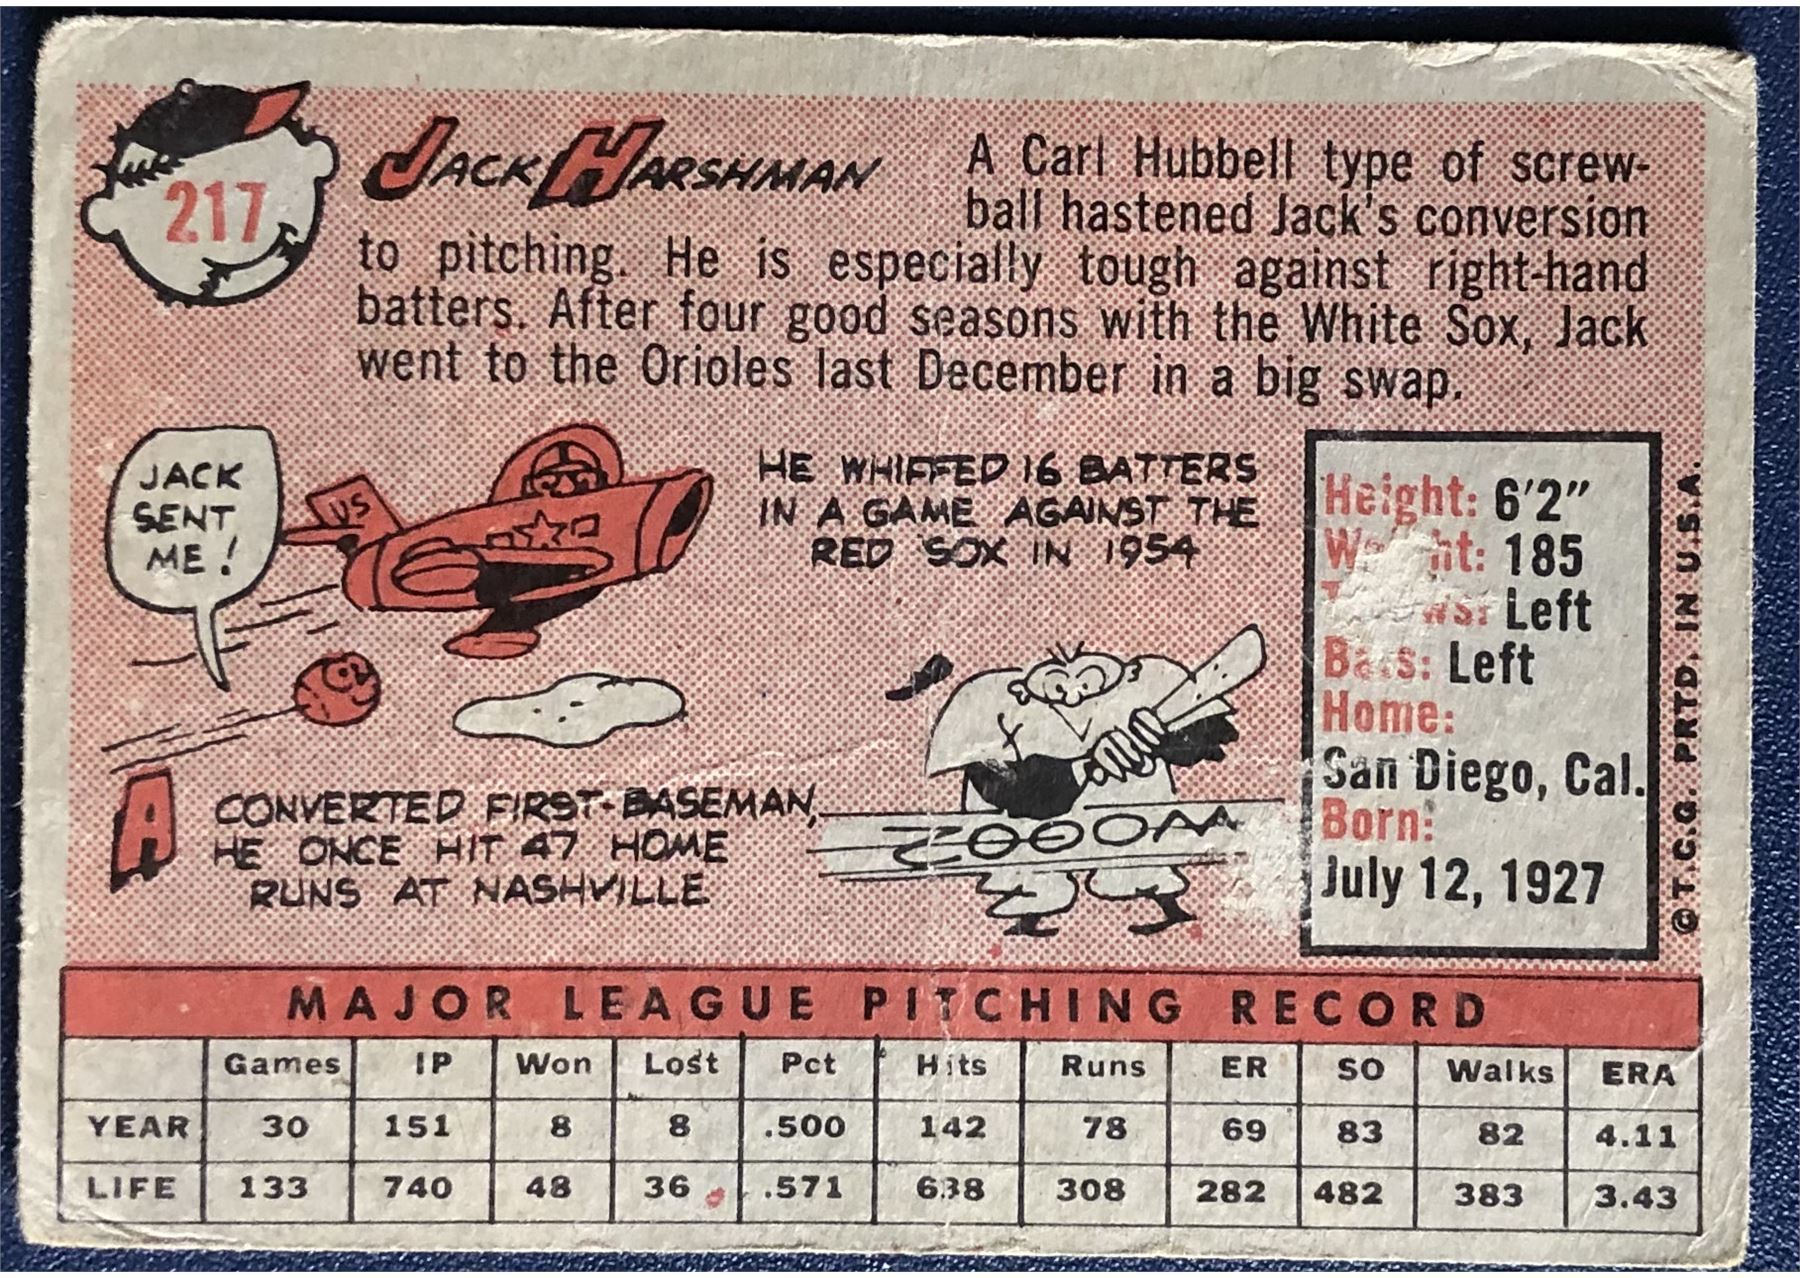 217
JACK HARSHMAN
A Carl Hubbell type of screw-
ball hastened Jack's conversion
to pitching. He is especially tough against right-hand
batters. After four good seasons with the White Sox, Jack
went to the Orioles last December in a big swap.
JACK
SENT
ME!
US
HE WHIFFED 16 BATTERS
IN A GAME AGAINST THE
RED SOX IN 1954
A CONVERTED FIRST-BASEMAN,
HE ONCE HIT 47 HOME
RUNS AT NASHVILLE
ZOOOM
Height: 6'2"
Weight: 185
Left
Bats: Left
Home:
San Diego, Cal.
Born:
July 12, 1927
©T.C.G. PRTD. IN U.S.A.
MAJOR LEAGUE PITCHING RECORD
Games IP Won Lost Pct Hits Runs ER SO Walks ERA
YEAR 30 151 8 8 .500 142 78 69 83 82 4.11
LIFE 133 740 48 36 .571 638 308 282 482 383 3.43